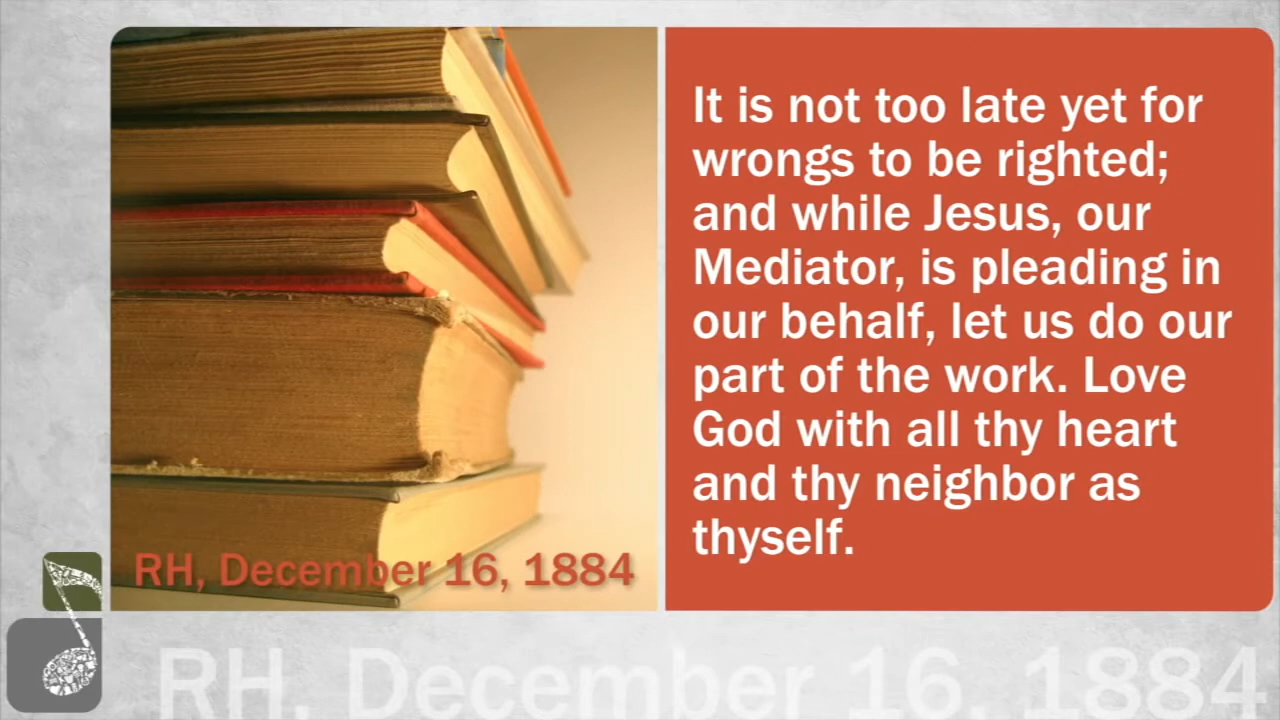 It is not too late yet for
wrongs to be righted;
and while Jesus, our
Mediator, is pleading in
our behalf, let us do our
part of the work. Love
God with all thy heart
and thy neighbor as
thyself.
RH, December 16, 1884
RH, December 16, 1884